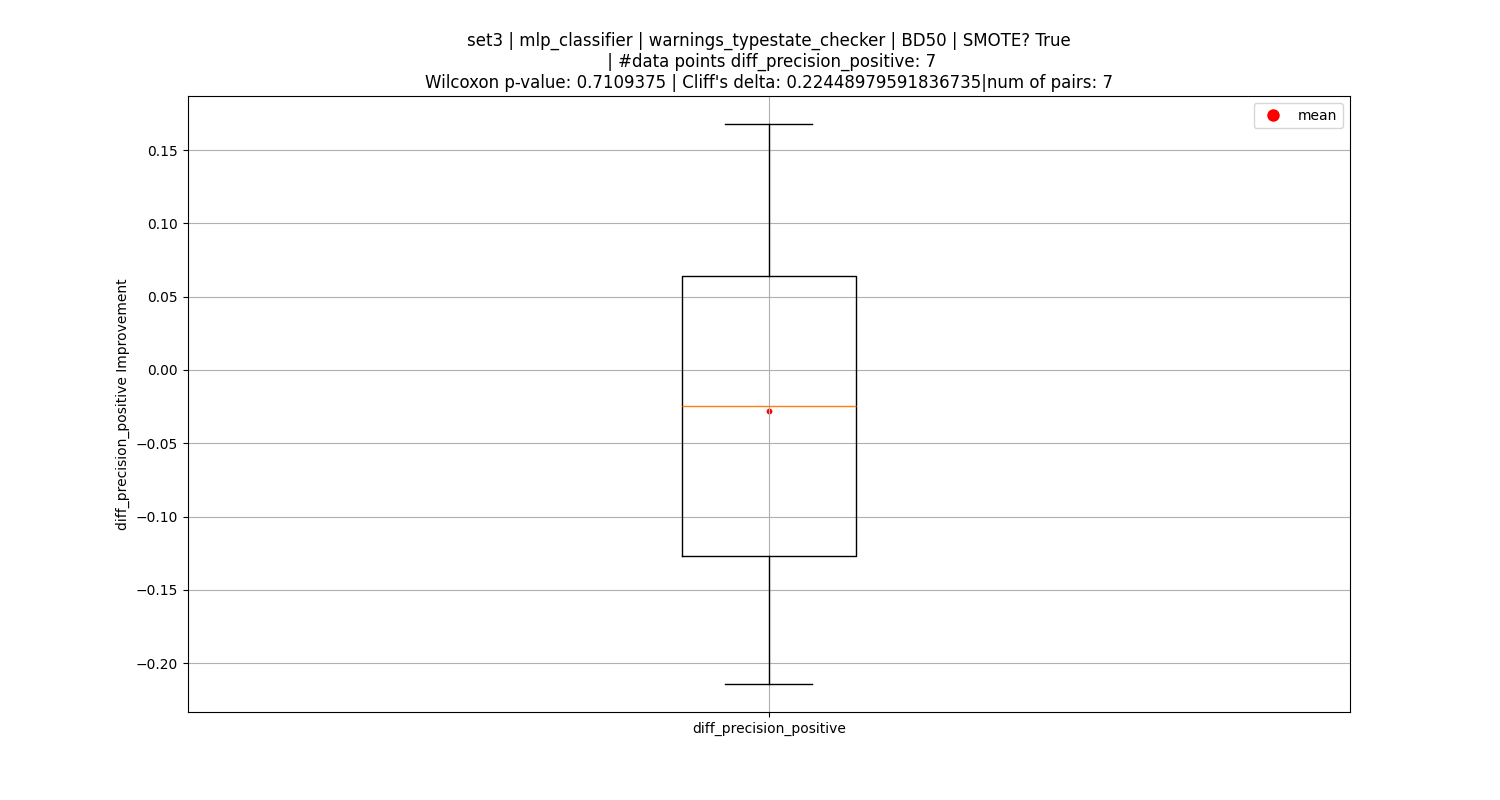 set3 | mlp_classifier | warnings_typestate_checker | BD50 | SMOTE? True
| #data points diff_precision_positive: 7
Wilcoxon p-value: 0.7109375 | Cliff's delta: 0.22448979591836735|num of pairs: 7
mean
0.15
0.10
0.05
0.00
−0.05
−0.10
−0.15
−0.20
diff_precision_positive Improvement
diff_precision_positive